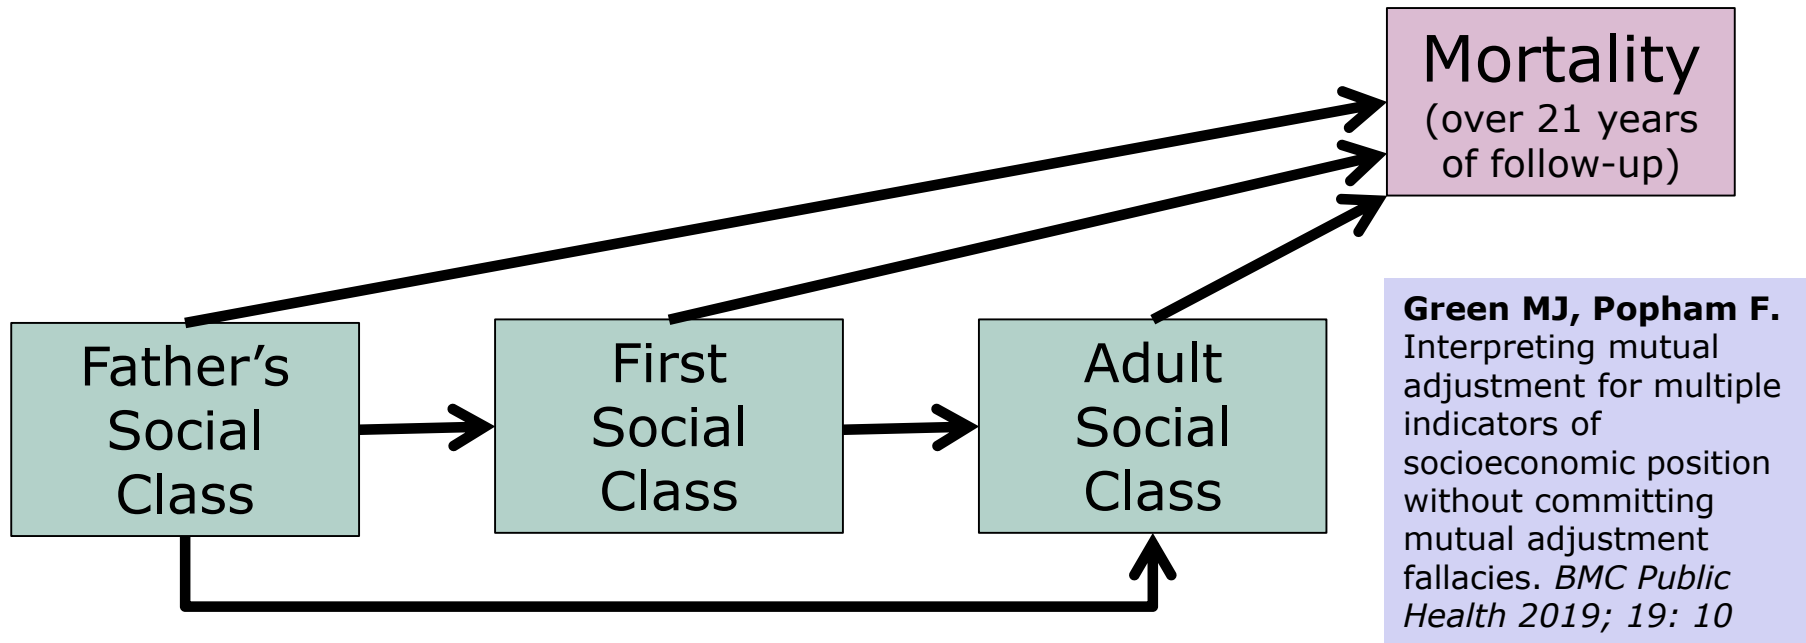 Mortality
(over 21 years
of follow-up)
Father’s
Social
Class
First
Social
Class
Adult
Social
Class
Green MJ, Popham F.
Interpreting mutual
adjustment for multiple
indicators of
socioeconomic position
without committing
mutual adjustment
fallacies. BMC Public
Health 2019; 19: 10